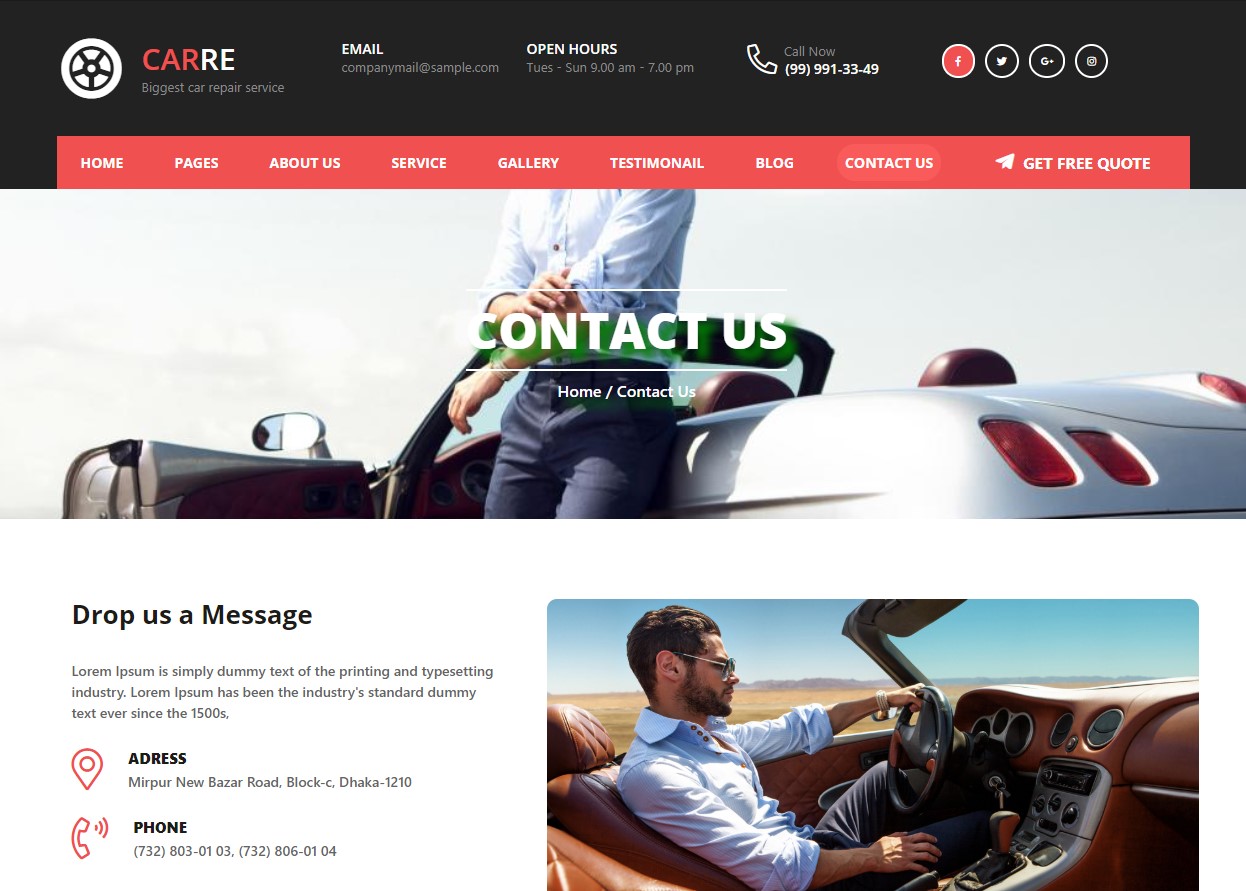 CARRE
Biggest car repair service
EMAIL
companymail@sample.com
OPEN HOURS
Tues - Sun 9.00 am - 7.00 pm
Call Now
(99) 991-33-49
HOME PAGES ABOUT US SERVICE GALLERY TESTIMONAIL BLOG CONTACT US GET FREE QUOTE
CONTACT US
Home / Contact Us
Drop us a Message
Lorem Ipsum is simply dummy text of the printing and typesetting
industry. Lorem Ipsum has been the industry's standard dummy
text ever since the 1500s,
ADRESS
Mirpur New Bazar Road, Block-c, Dhaka-1210
PHONE
(732) 803-01 03, (732) 806-01 04